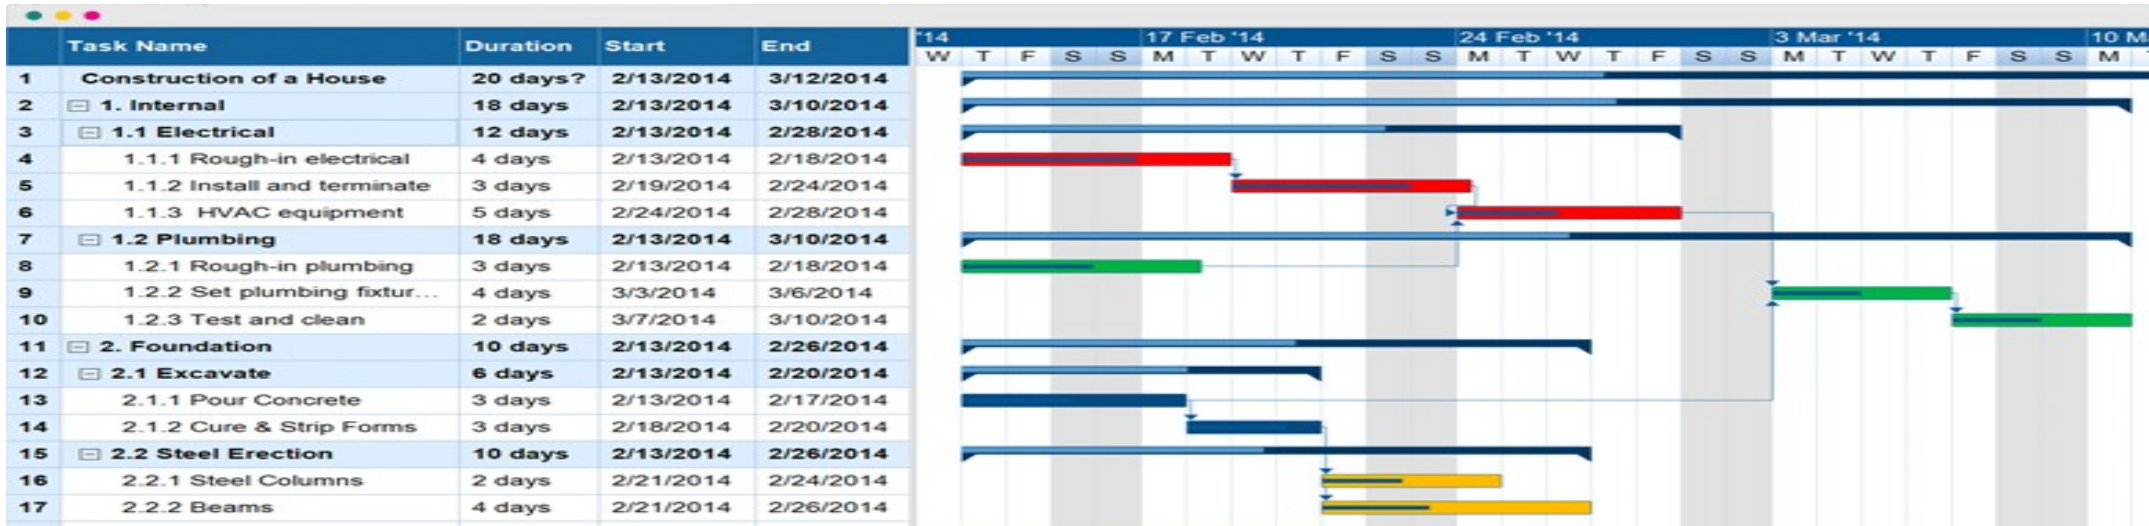 '14 17 Feb '14 24 Feb '14 3 Mar '14 10 M
Task Name Duration Start End W T F S S M T W T F S S M T W T F S S M T W T F S S M
1 Construction of a House 20 days? 2/13/2014 3/12/2014
2 1. Internal 18 days 2/13/2014 3/10/2014
3 1.1 Electrical 12 days 2/13/2014 2/28/2014
4 1.1.1 Rough-in electrical 4 days 2/13/2014 2/18/2014
5 1.1.2 Install and terminate 3 days 2/19/2014 2/24/2014
6 1.1.3 HVAC equipment 5 days 2/24/2014 2/28/2014
7 1.2 Plumbing 18 days 2/13/2014 3/10/2014
8 1.2.1 Rough-in plumbing 3 days 2/13/2014 2/18/2014
9 1.2.2 Set plumbing fixtur... 4 days 3/3/2014 3/6/2014
10 1.2.3 Test and clean 2 days 3/7/2014 3/10/2014
11 2. Foundation 10 days 2/13/2014 2/26/2014
12 2.1 Excavate 6 days 2/13/2014 2/20/2014
13 2.1.1 Pour Concrete 3 days 2/13/2014 2/17/2014
14 2.1.2 Cure & Strip Forms 3 days 2/18/2014 2/20/2014
15 2.2 Steel Erection 10 days 2/13/2014 2/26/2014
16 2.2.1 Steel Columns 2 days 2/21/2014 2/24/2014
17 2.2.2 Beams 4 days 2/21/2014 2/26/2014